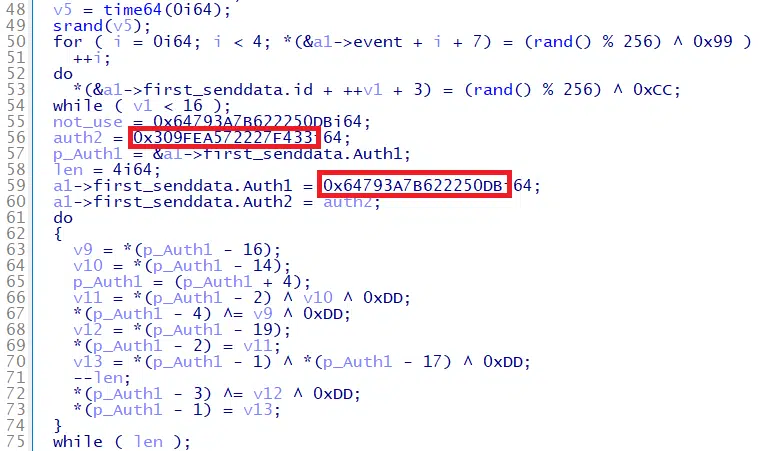 48 v5 = time64(0i64);
49 srand(v5);
50 for ( i = 0i64; i < 4; *(&a1->event + i + 7) = (rand() % 256) ^ 0x99 )
51 ++i;
52 do
53 *(&a1->first_senddata.id + ++v1 + 3) = (rand() % 256) ^ 0xCC;
54 while ( v1 < 16 );
55 not_use = 0x64793A7B622250DBi64;
56 auth2 = 0x309FEA572227F433i64;
57 p_Auth1 = &a1->first_senddata.Auth1;
58 len = 4i64;
59 a1->first_senddata.Auth1 = 0x64793A7B622250DBi64;
60 a1->first_senddata.Auth2 = auth2;
61 do
62 {
63 v9 = *(p_Auth1 - 16);
64 v10 = *(p_Auth1 - 14);
65 p_Auth1 = (p_Auth1 + 4);
66 v11 = *(p_Auth1 - 2) ^ v10 ^ 0xDD;
67 *(p_Auth1 - 4) ^= v9 ^ 0xDD;
68 v12 = *(p_Auth1 - 19);
69 *(p_Auth1 - 2) = v11;
70 v13 = *(p_Auth1 - 1) ^ *(p_Auth1 - 17) ^ 0xDD;
71 --len;
72 *(p_Auth1 - 3) ^= v12 ^ 0xDD;
73 *(p_Auth1 - 1) = v13;
74 }
75 while ( len );